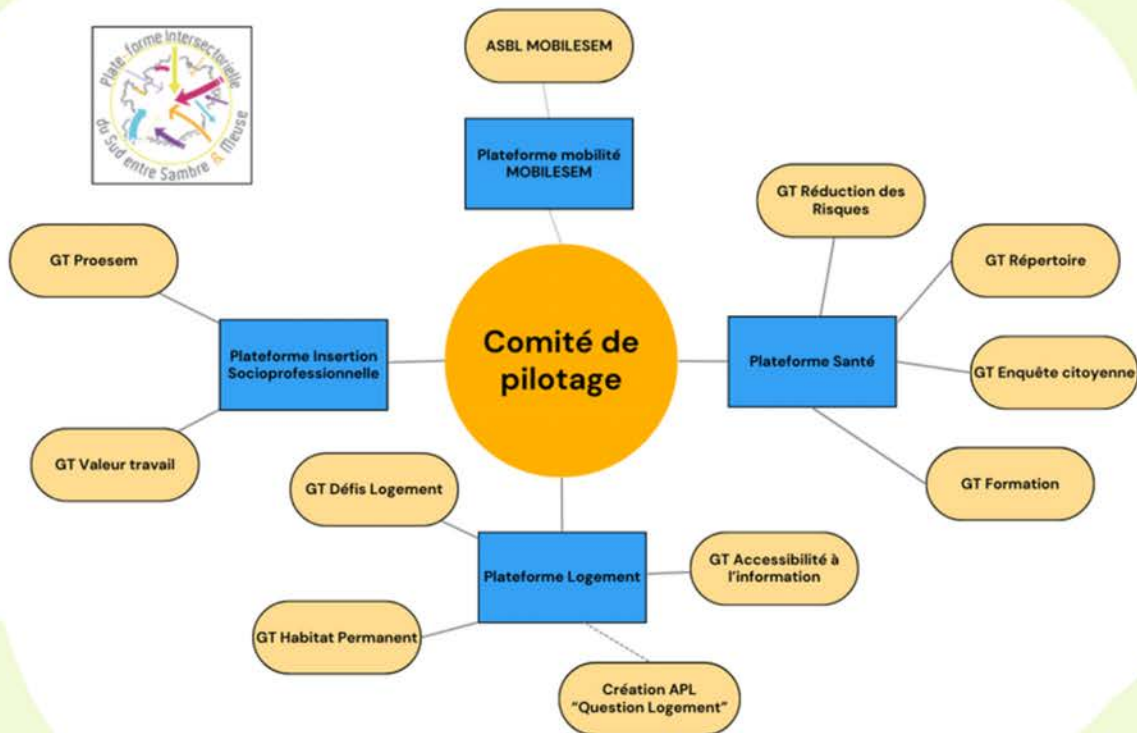 Plate-forme Intersectorielle
du Sud entre Sambre & Meuse
ASBL MOBILESEM
Plateforme mobilité
MOBILESEM
GT Réduction des
Risques
GT Proesem
GT Répertoire
Plateforme Insertion
Socioprofessionnelle
Comité de
pilotage
Plateforme Santé
GT Enquête citoyenne
GT Valeur travail
GT Défis Logement
GT Formation
Plateforme Logement
GT Accessibilité à
l'information
GT Habitat Permanent
Création APL
"Question Logement"